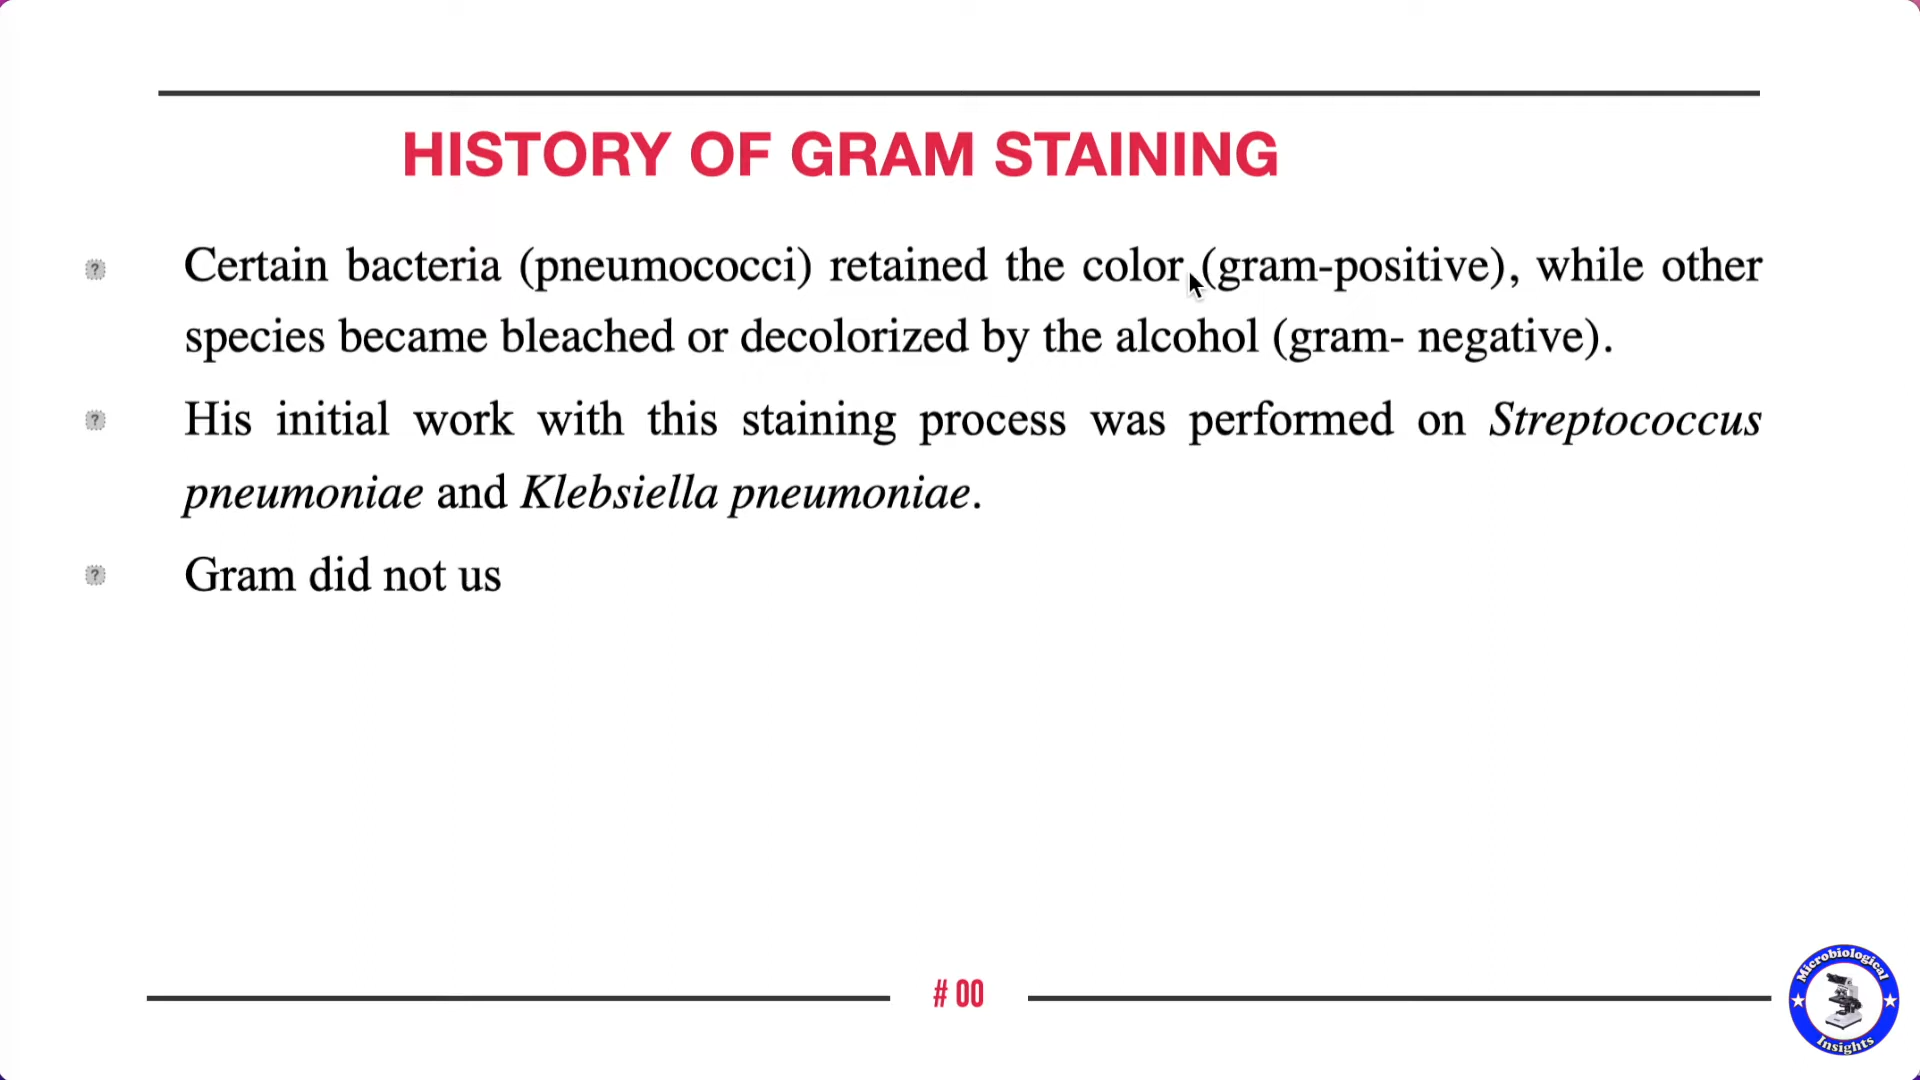 HISTORY OF GRAM STAINING
? Certain bacteria (pneumococci) retained the color (gram-positive), while other
species became bleached or decolorized by the alcohol (gram- negative).
? His initial work with this staining process was performed on Streptococcus
pneumoniae and Klebsiella pneumoniae.
? Gram did not us
# 00
Microbiological
Insights